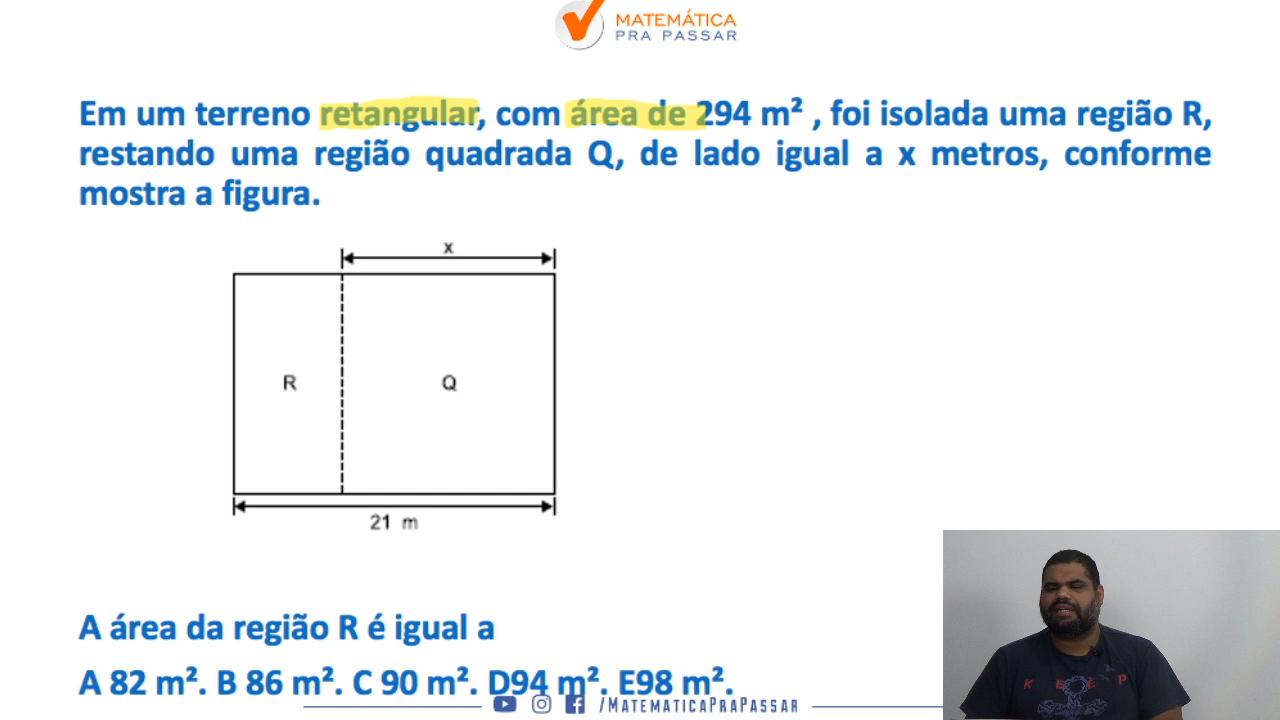 MATEMÁTICA
PRA PASSAR
Em um terreno retangular, com área de 294 m² , foi isolada uma região R,
restando uma região quadrada Q, de lado igual a x metros, conforme
mostra a figura.
x
R Q
21 m
A área da região R é igual a
A 82 m². B 86 m². C 90 m². D94 m². E98 m².
/MATEMATICAPRAPASSAR
K E E P